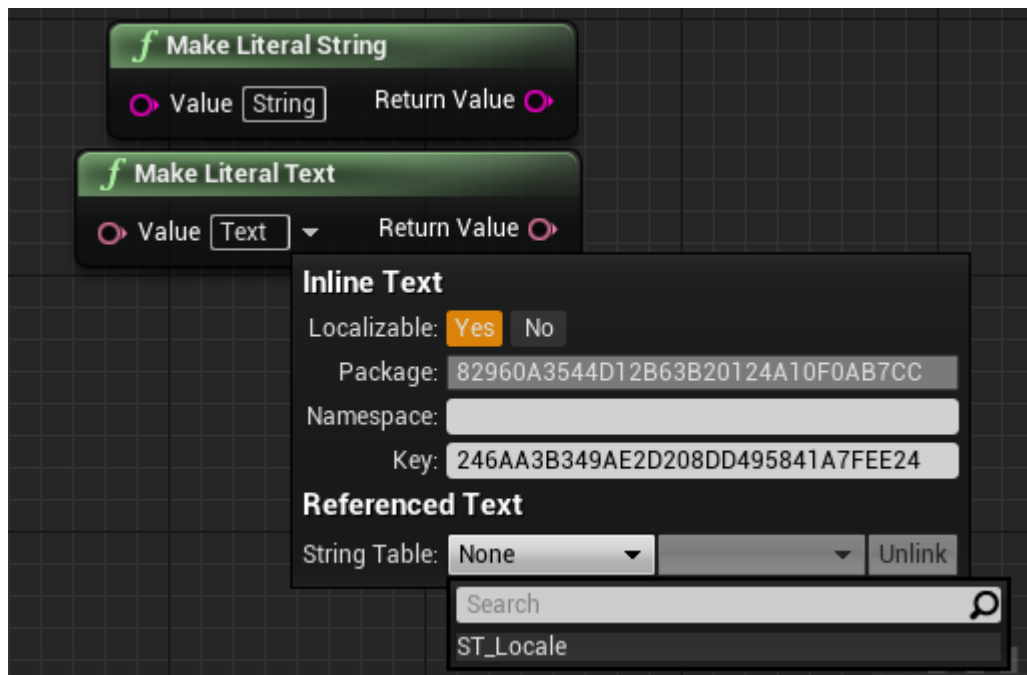 f Make Literal String
Value String Return Value
f Make Literal Text
Value Text Return Value
Inline Text
Localizable: Yes No
Package: 82960A3544D12B63B20124A10F0AB7CC
Namespace:
Key: 246AA3B349AE2D208DD495841A7FEE24
Referenced Text
String Table: None Unlink
Search
ST_Locale